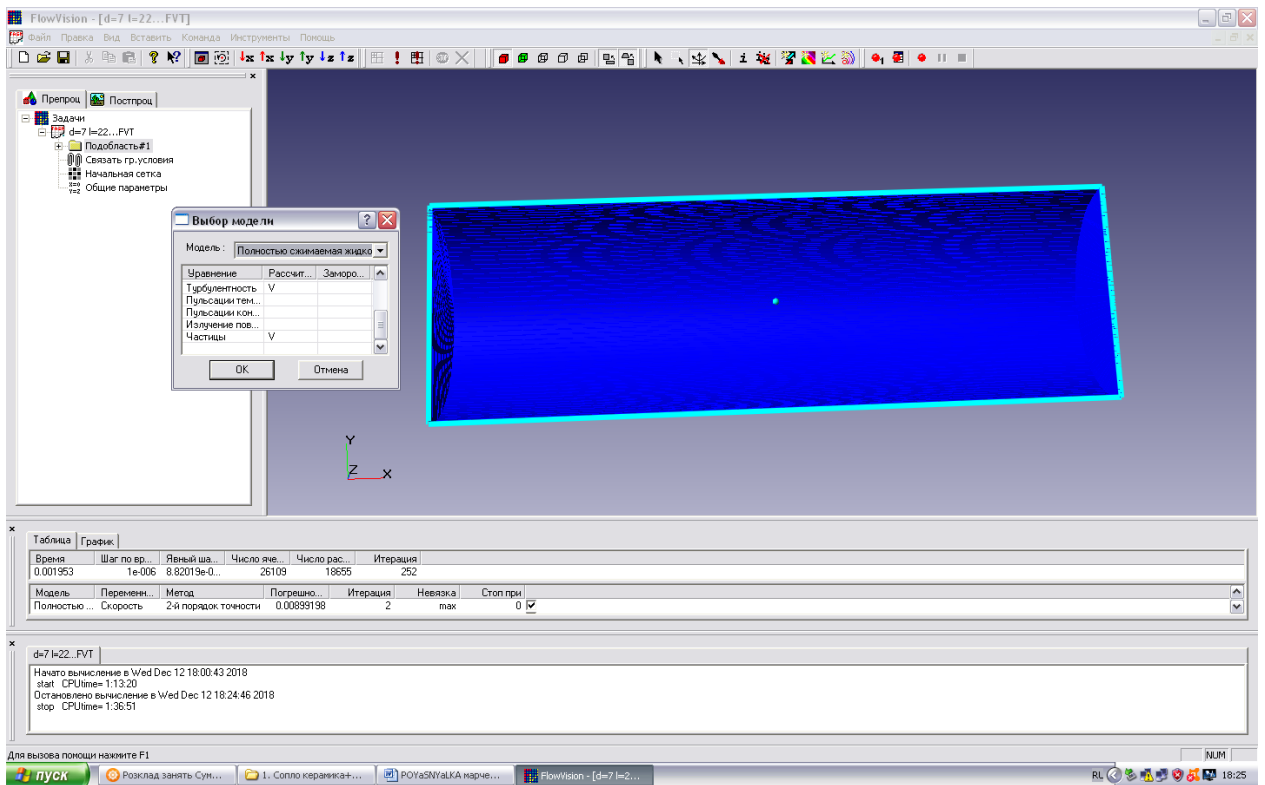 FlowVision - [d=7 l=22...FVT]
Файл Правка Вид Вставить Команда Инструменты Помощь
Препроц Постпроц
Задачи
d=7 l=22...FVT
Подобласть#1
Связать гр.условия
Начальная сетка
Общие параметры
Выбор модели
Модель : Полностью сжимаемая жидко
Уравнение Рассчит... Заморо...
Турбулентность V
Пульсации тем...
Пульсации кон...
Излучение пов...
Частицы V
OK Отмена
Y
Z X
Таблица График
Время Шаг по вр... Явный ша... Число яче... Число рас... Итерация
0.001953 1e-006 8.82019e-0... 26109 18655 252
Модель Переменн... Метод Погрешно... Итерация Невязка Стоп при
Полностью ... Скорость 2-й порядок точности 0.00899198 2 max 0
d=7 l=22...FVT
Начато вычисление в Wed Dec 12 18:00:43 2018
start CPUtime= 1:13:20
Остановлено вычисление в Wed Dec 12 18:24:46 2018
stop CPUtime= 1:36:51
Для вызова помощи нажмите F1
NUM
пуск Розклад занять Сум... 1. Сопло керамика+... POYaSNYaLKA марче... FlowVision - [d=7 l=2... RL 18:25